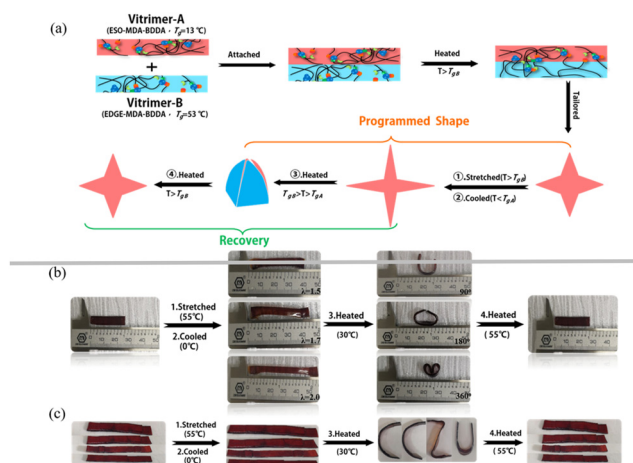 (a)
Vitrimer-A
(ESO-MDA-BDDA · Tg=13 ℃)
+
Vitrimer-B
(EDGE-MDA-BDDA · Tg=53 ℃)
Attached
Heated
T>TgB
Tailored
Programmed Shape
④.Heated
T>TgB
③.Heated
TgB>T>TgA
①.Stretched(T>TgB)
②.Cooled(T<TgA)
Recovery
(b)
1.Stretched
(55℃)
2.Cooled
(0℃)
λ=1.5
λ=1.7
λ=2.0
3.Heated
(30℃)
90°
180°
360°
4.Heated
(55℃)
(c)
1.Stretched
(55℃)
2.Cooled
(0℃)
3.Heated
(30℃)
4.Heated
(55℃)